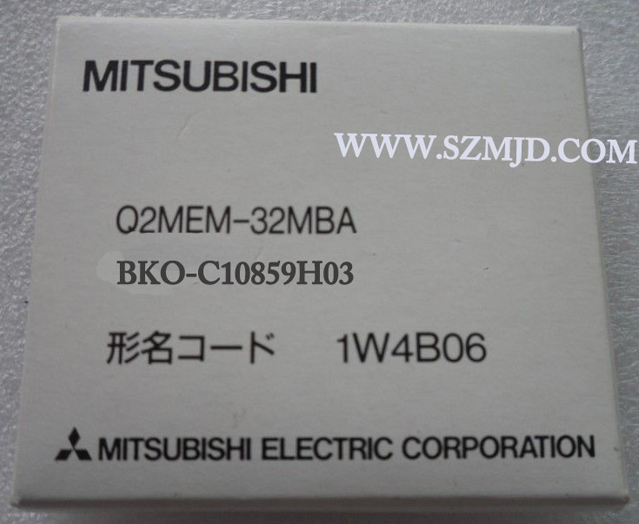 MITSUBISHI
WWW.SZMJD.COM
Q2MEM-32MBA
BKO-C10859H03
形名コード 1W4B06
MITSUBISHI ELECTRIC CORPORATION